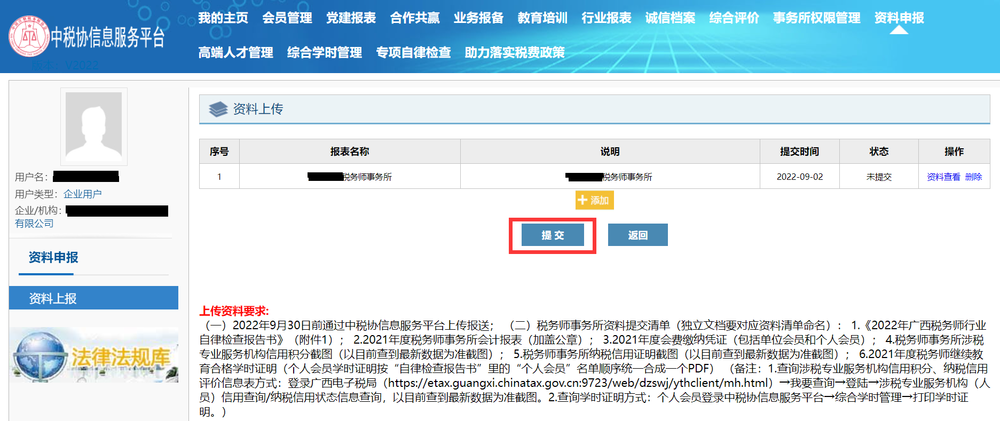 我的主页 会员管理 党建报表 合作共赢 业务报备 教育培训 行业报表 诚信档案 综合评价 事务所权限管理 资料申报
中税协信息服务平台
高端人才管理 综合学时管理 专项自律检查 助力落实税费政策
版本：V2022
资料上传
序号 报表名称 说明 提交时间 状态 操作
1 税务师事务所 税务师事务所 2022-09-02 未提交 资料查看 删除
添加
提 交 返回
用户名：
用户类型：企业用户
企业/机构：
有限公司
资料申报
资料上报
法律法规库
上传资料要求:
（一）2022年9月30日前通过中税协信息服务平台上传报送； （二）税务师事务所资料提交清单（独立文档要对应资料清单命名）： 1.《2022年广西税务师行业
自律检查报告书》（附件1）； 2.2021年度税务师事务所会计报表（加盖公章）； 3.2021年度会费缴纳凭证（包括单位会员和个人会员）； 4.税务师事务所涉税
专业服务机构信用积分截图（以目前查到最新数据为准截图）； 5.税务师事务所纳税信用证明截图（以目前查到最新数据为准截图）； 6.2021年度税务师继续教
育合格学时证明（个人会员学时证明按“自律检查报告书”里的“个人会员”名单顺序统一合成一个PDF） （备注：1.查询涉税专业服务机构信用积分、纳税信用
评价信息表方式：登录广西电子税局（https://etax.guangxi.chinatax.gov.cn:9723/web/dzswj/ythclient/mh.html）→我要查询→登陆→涉税专业服务机构（人
员）信用查询/纳税信用状态信息查询，以目前查到最新数据为准截图。2.查询学时证明方式：个人会员登录中税协信息服务平台→综合学时管理→打印学时证
明。）